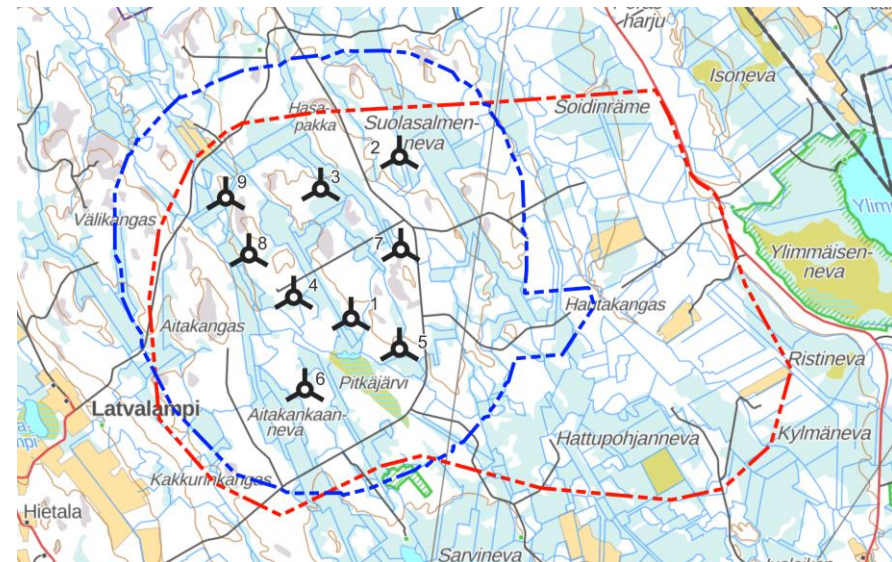 harju
Isoneva
Hasa-
pakka
Suolasalmen-
neva
Soidinräme
2
3
9
Ylimm
Välikangas
8
7
Ylimmäisen-
neva
4
Hautakangas
1
Aitakangas
5
Ristineva
Pitkäjärvi
6
Latvalampi
Aitakankaan-
neva
Hattupohjanneva
Kylmäneva
Kakkurinkangas
Hietala
Sarvineva